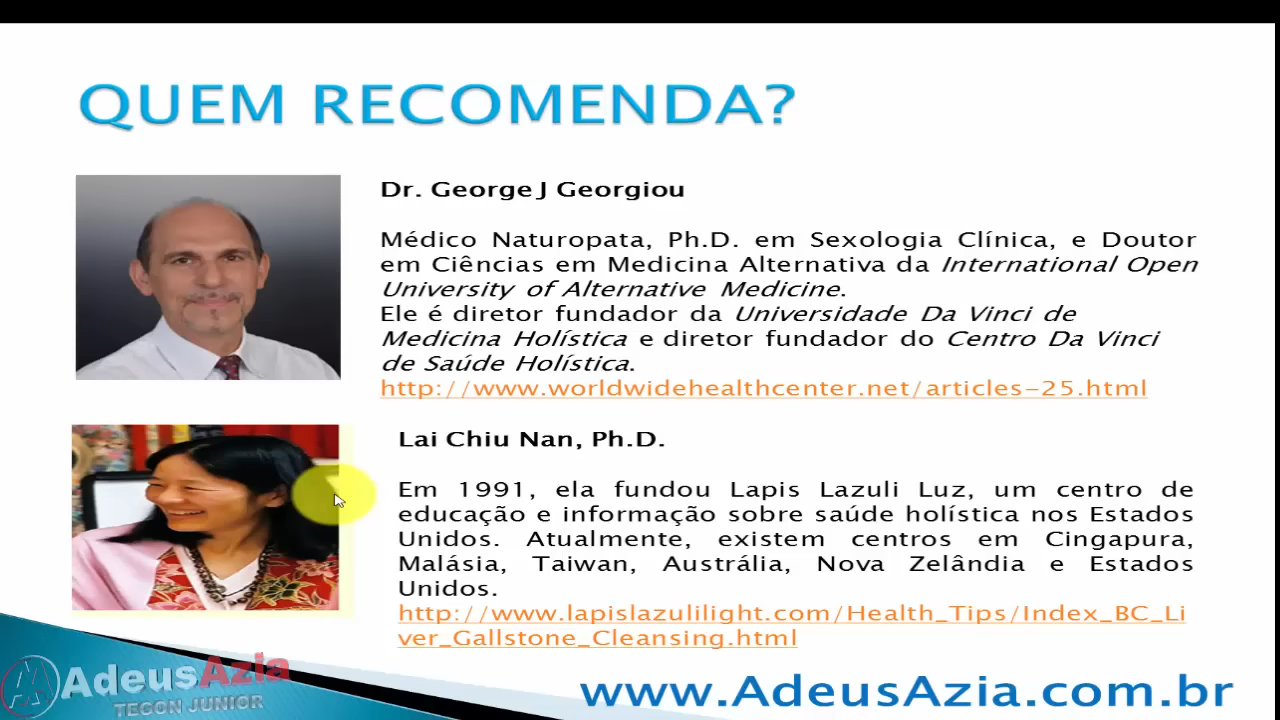 QUEM RECOMENDA?
Dr. George J Georgiou
Médico Naturopata, Ph.D. em Sexologia Clínica, e Doutor
em Ciências em Medicina Alternativa da International Open
University of Alternative Medicine.
Ele é diretor fundador da Universidade Da Vinci de
Medicina Holística e diretor fundador do Centro Da Vinci
de Saúde Holística.
http://www.worldwidehealthcenter.net/articles-25.html
Lai Chiu Nan, Ph.D.
Em 1991, ela fundou Lapis Lazuli Luz, um centro de
educação e informação sobre saúde holística nos Estados
Unidos. Atualmente, existem centros em Cingapura,
Malásia, Taiwan, Austrália, Nova Zelândia e Estados
Unidos.
http://www.lapislazulilight.com/Health_Tips/Index_BC_Li
ver_Gallstone_Cleansing.html
AdeusAzia
TECON JUNIOR
www.AdeusAzia.com.br